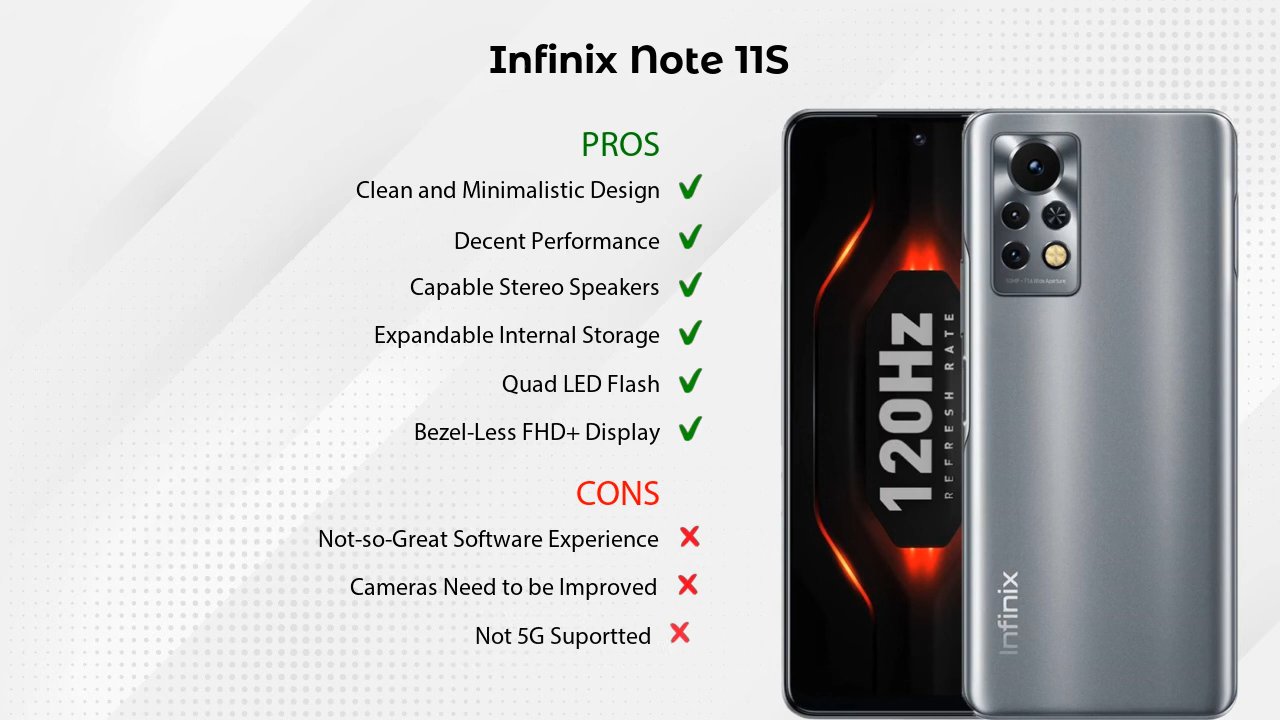 Infinix Note 11S
PROS
Clean and Minimalistic Design
Decent Performance
Capable Stereo Speakers
Expandable Internal Storage
Quad LED Flash
Bezel-Less FHD+ Display
CONS
Not-so-Great Software Experience
Cameras Need to be Improved
Not 5G Suportted
120Hz
REFRESH RATE
Infinix